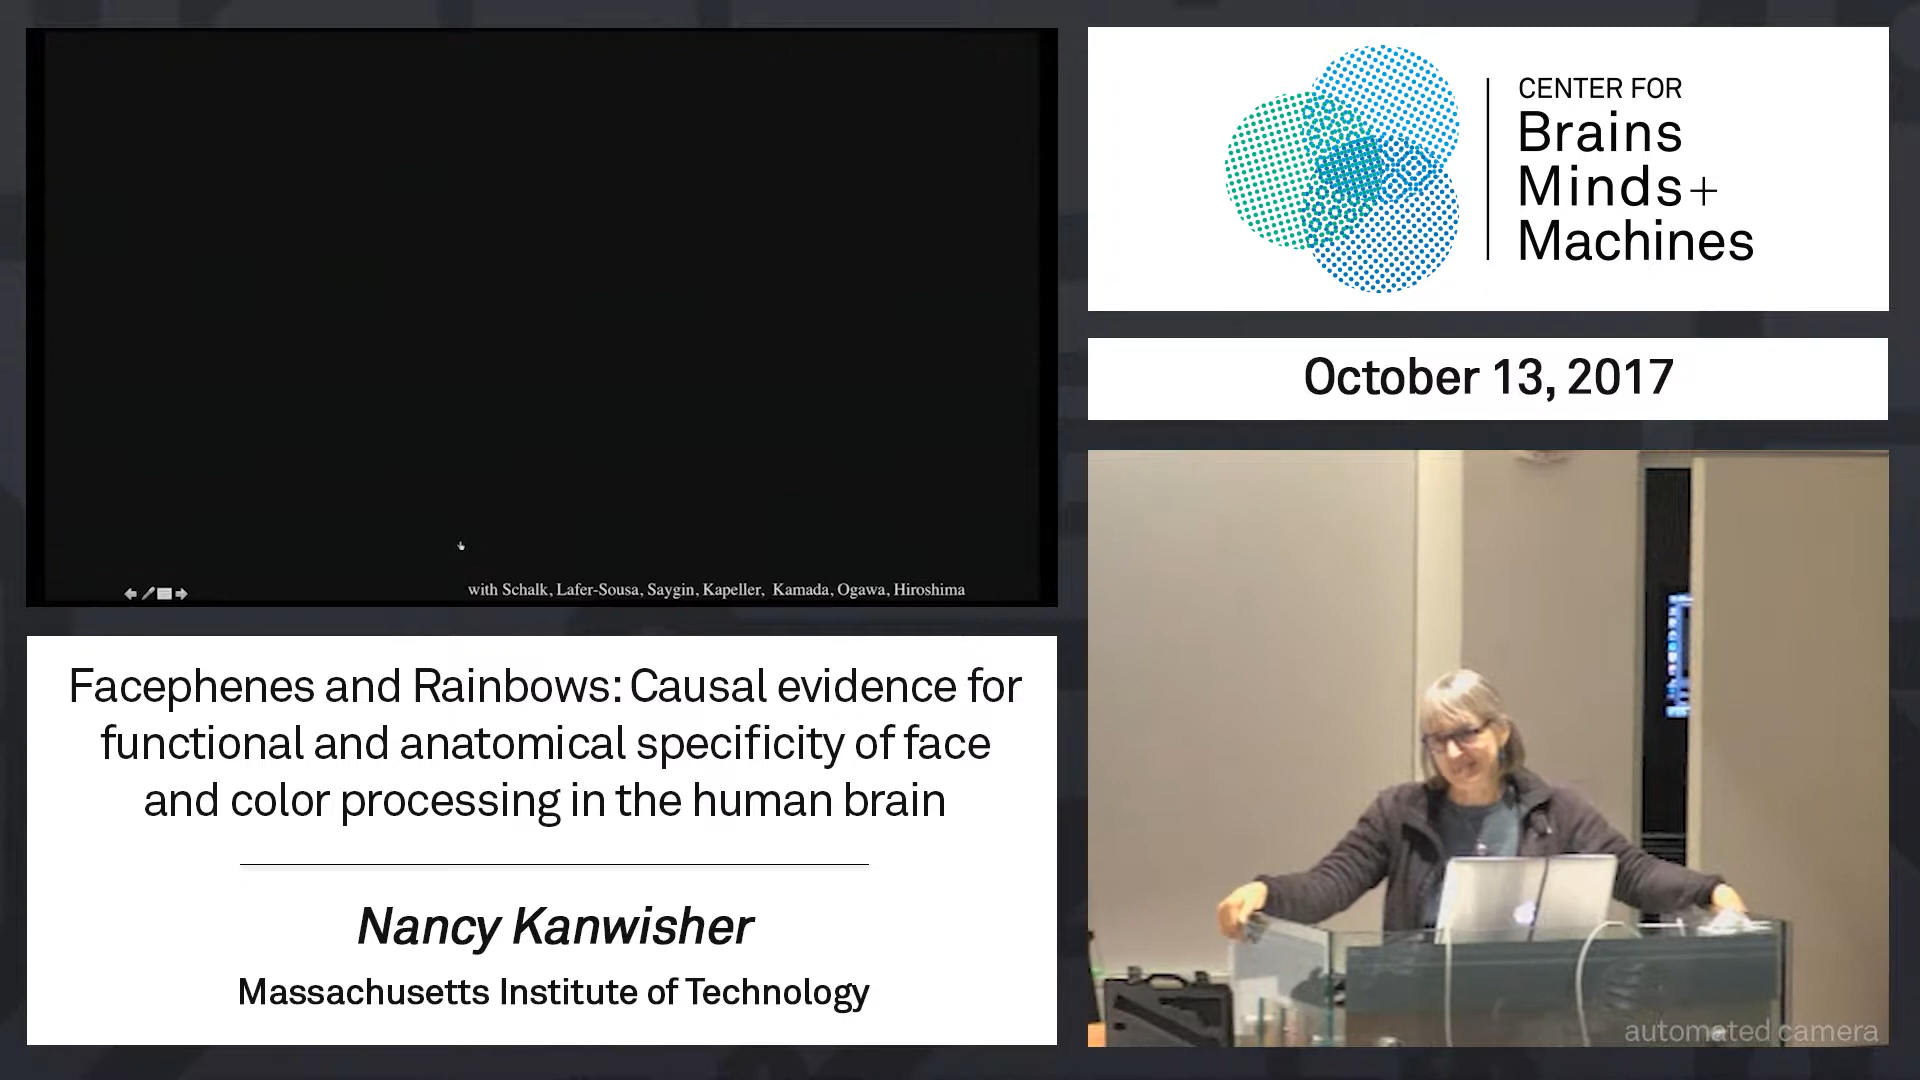 with Schalk, Lafer-Sousa, Saygin, Kapeller, Kamada, Ogawa, Hiroshima
CENTER FOR
Brains
Minds+
Machines
October 13, 2017
Facephenes and Rainbows: Causal evidence for
functional and anatomical specificity of face
and color processing in the human brain
Nancy Kanwisher
Massachusetts Institute of Technology
automated camera